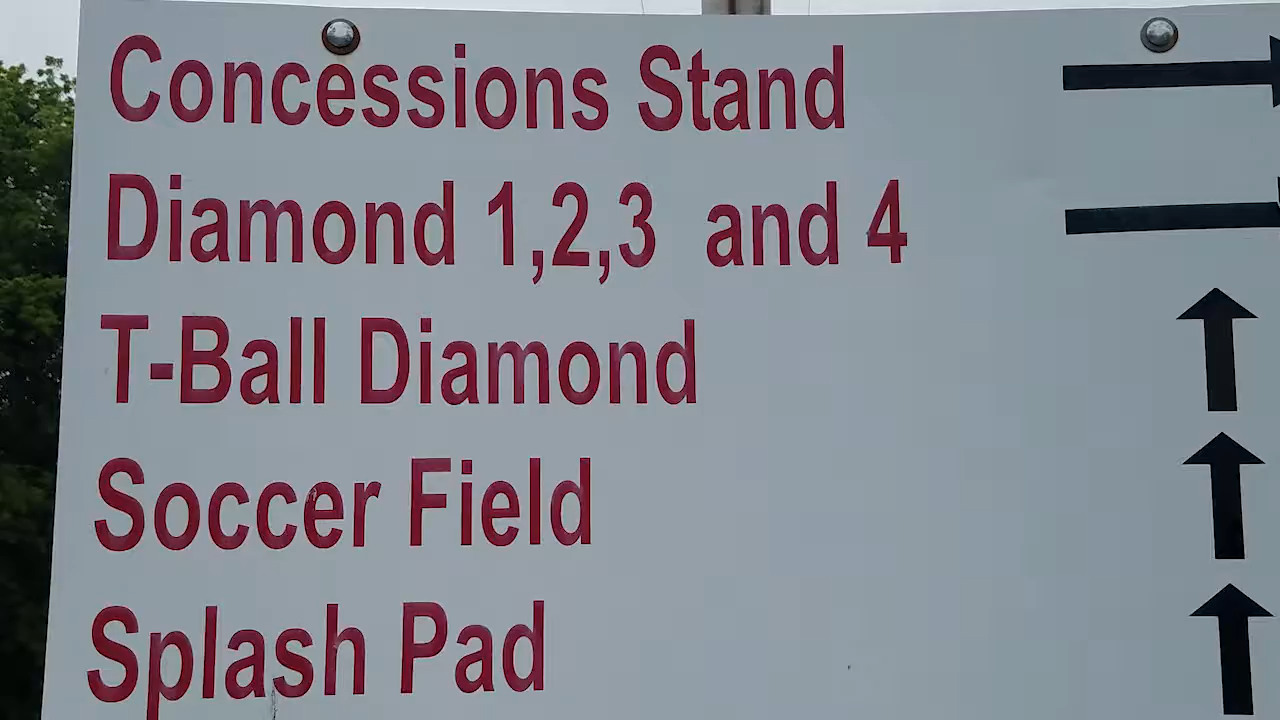 Concessions Stand
Diamond 1,2,3 and 4
T-Ball Diamond
Soccer Field
Splash Pad